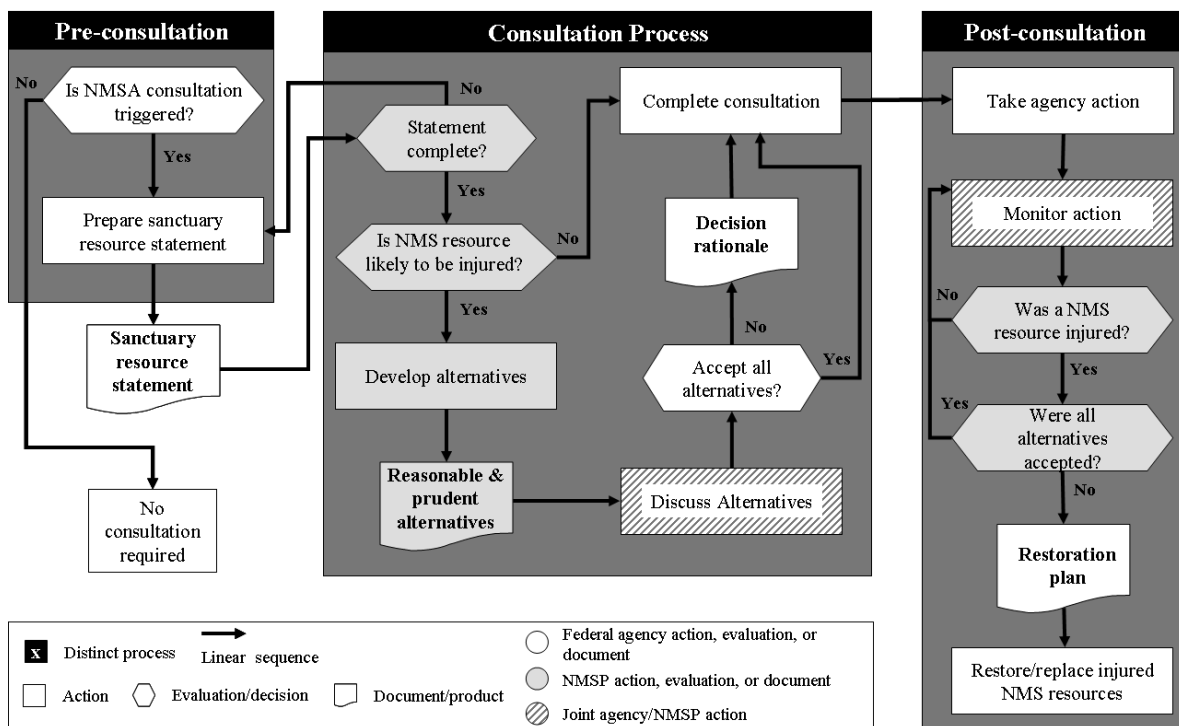 Pre-consultation
No
Is NMSA consultation
triggered?
Yes
Prepare sanctuary
resource statement
Sanctuary
resource
statement
No
consultation
required
Consultation Process
No
Statement
complete?
Yes
Is NMS resource
likely to be injured?
No
Yes
Develop alternatives
Reasonable &
prudent
alternatives
Complete consultation
Decision
rationale
No
Yes
Accept all
alternatives?
Discuss Alternatives
Post-consultation
Take agency action
Monitor action
No
Was a NMS
resource injured?
Yes
Yes
Were all
alternatives
accepted?
No
Restoration
plan
Restore/replace injured
NMS resources
x
Distinct process
Linear sequence
Action
Evaluation/decision
Document/product
Federal agency action, evaluation, or
document
NMSP action, evaluation, or document
Joint agency/NMSP action